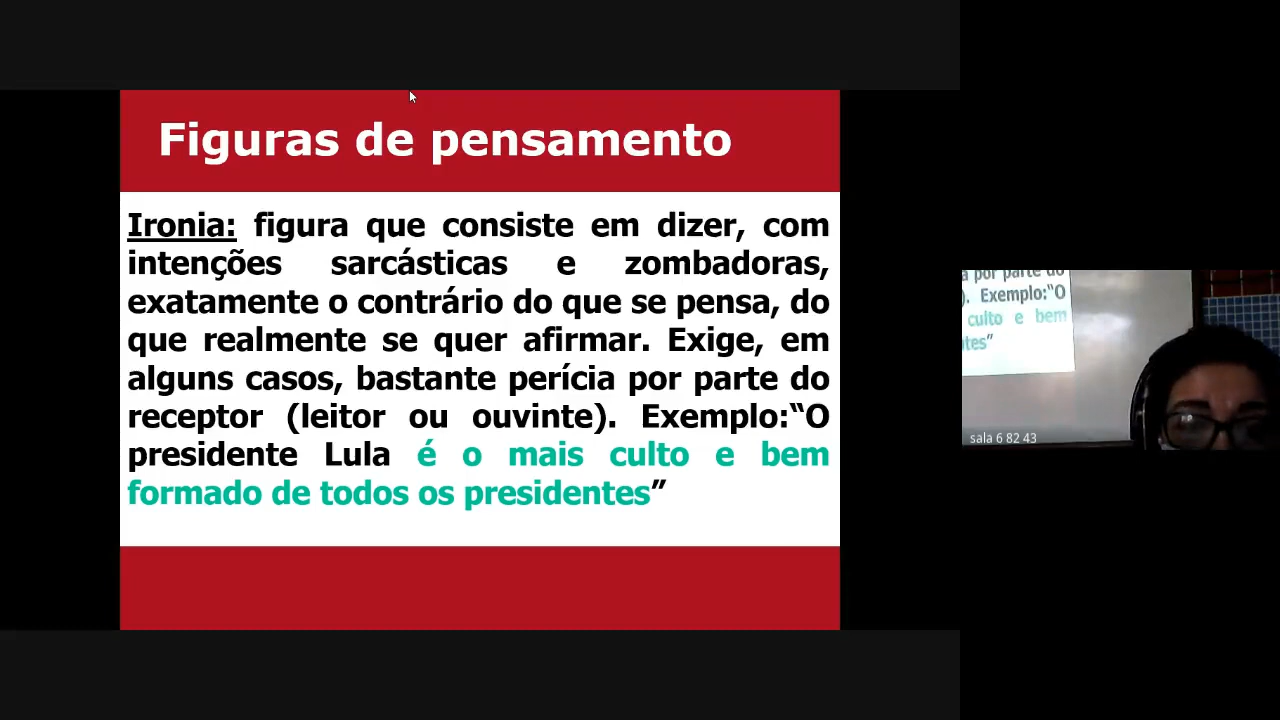 Figuras de pensamento
Ironia: figura que consiste em dizer, com
intenções sarcásticas e zombadoras,
exatamente o contrário do que se pensa, do
que realmente se quer afirmar. Exige, em
alguns casos, bastante perícia por parte do
receptor (leitor ou ouvinte). Exemplo:“O
presidente Lula é o mais culto e bem
formado de todos os presidentes”
a por parte do
). Exemplo:“O
culto e bem
ntes”
sala 6 82 43